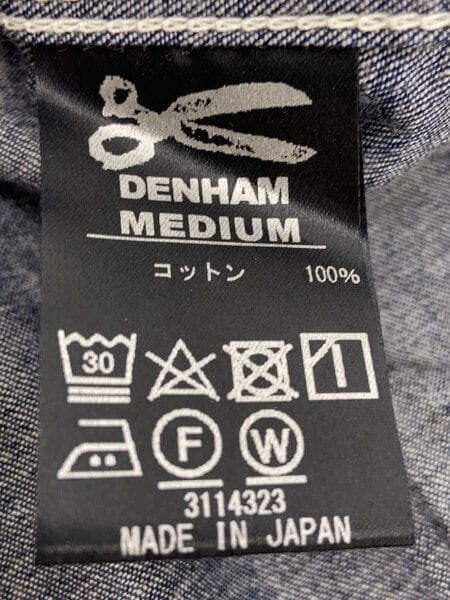 DENHAM
MEDIUM
コットン 100%
30
F W
3114323
MADE IN JAPAN